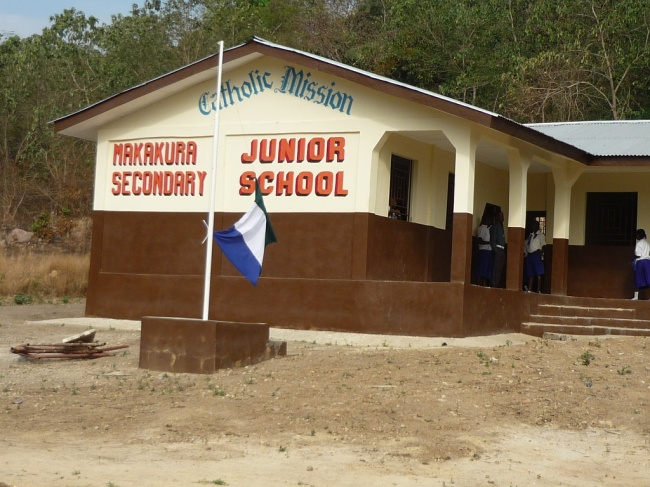 Catholic Mission
MAKAKURA JUNIOR
SECONDARY SCHOOL